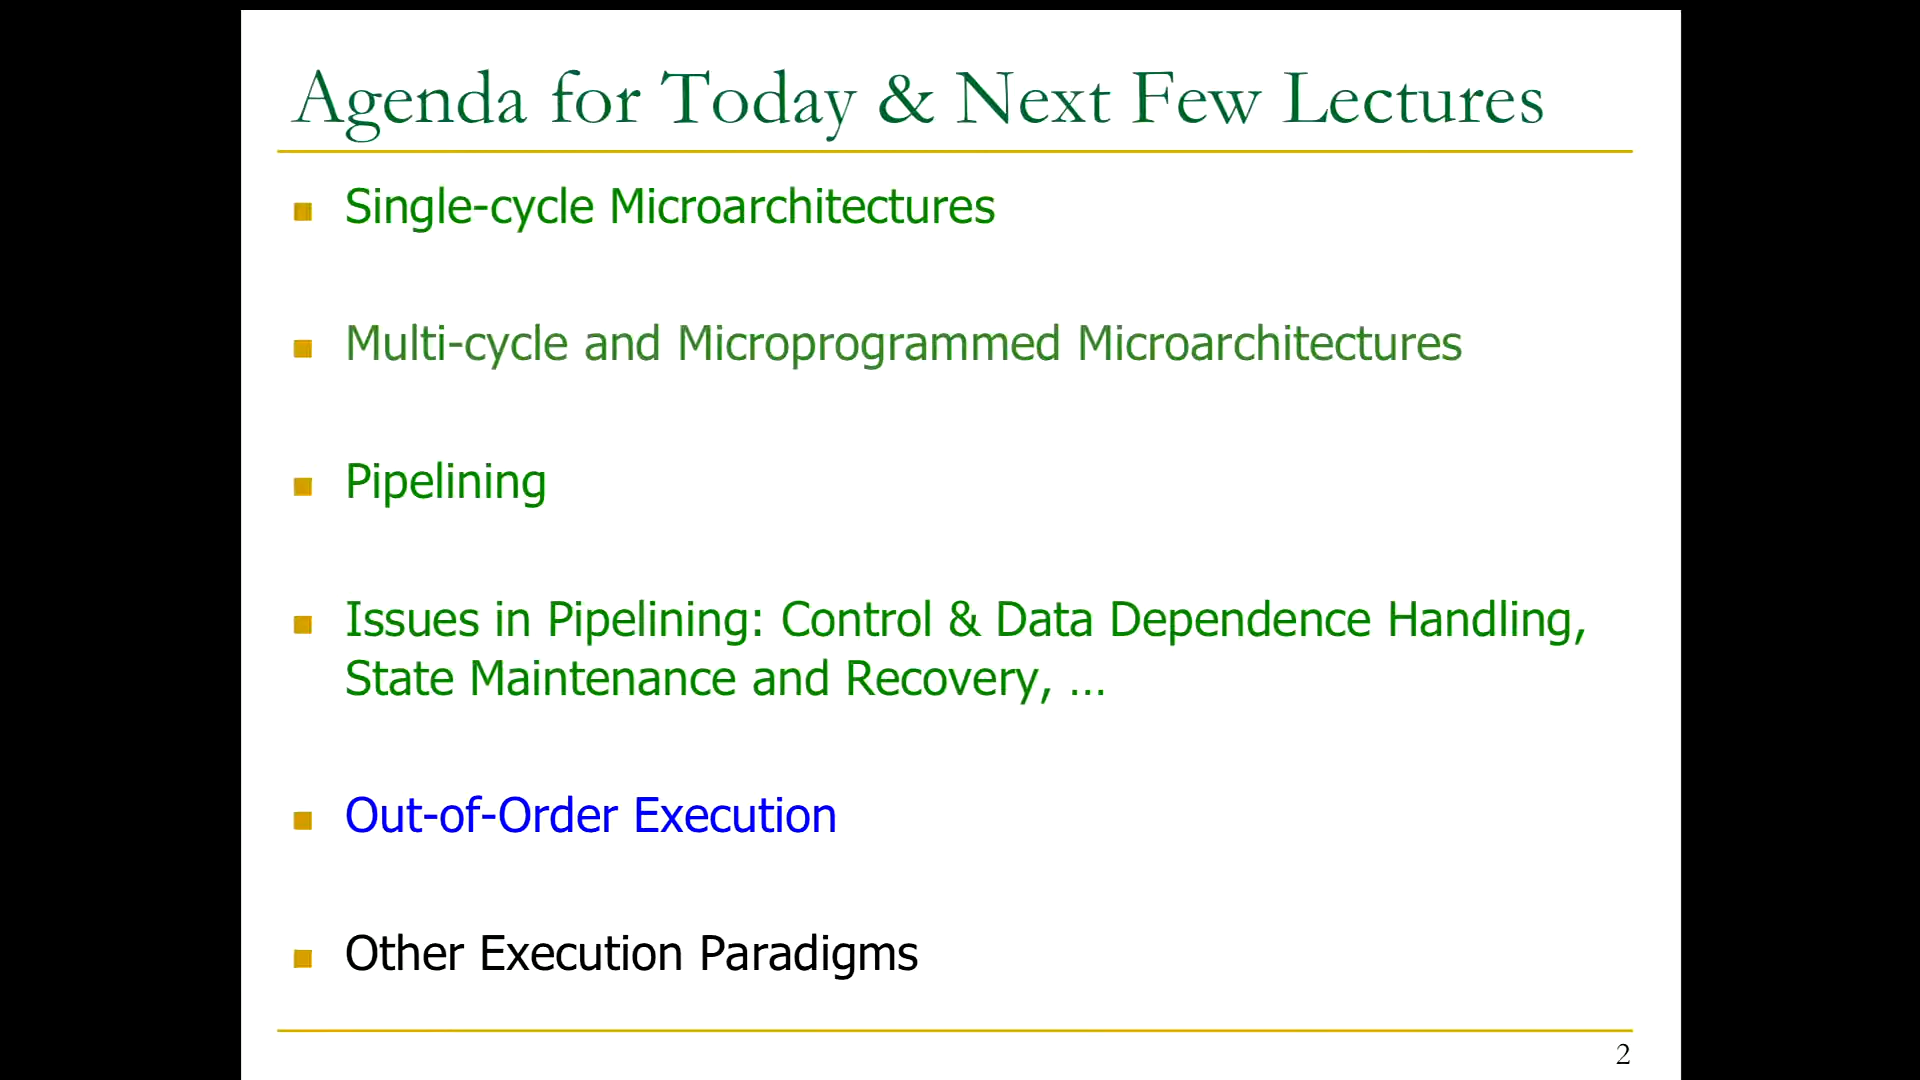 Agenda for Today & Next Few Lectures
Single-cycle Microarchitectures
Multi-cycle and Microprogrammed Microarchitectures
Pipelining
Issues in Pipelining: Control & Data Dependence Handling,
State Maintenance and Recovery, …
Out-of-Order Execution
Other Execution Paradigms
2